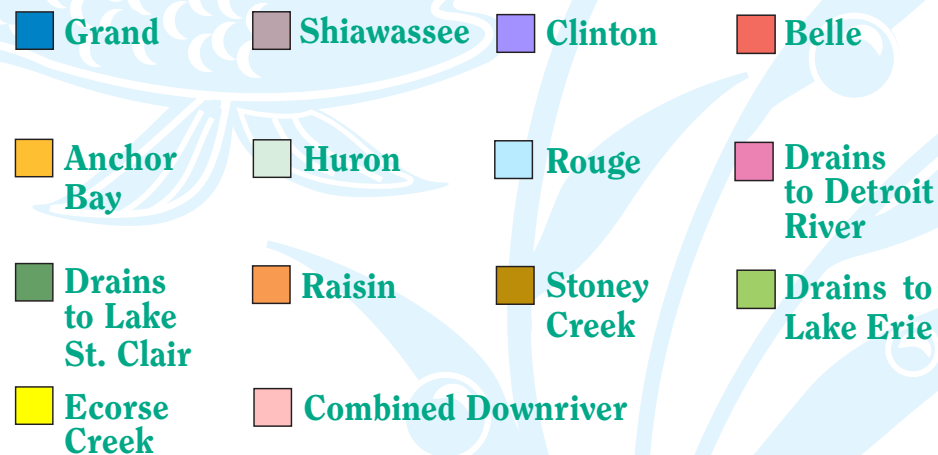 Grand
Shiawassee
Clinton
Belle
Anchor
Bay
Huron
Rouge
Drains
to Detroit
River
Drains
to Lake
St. Clair
Raisin
Stoney
Creek
Drains to
Lake Erie
Ecorse
Creek
Combined Downriver